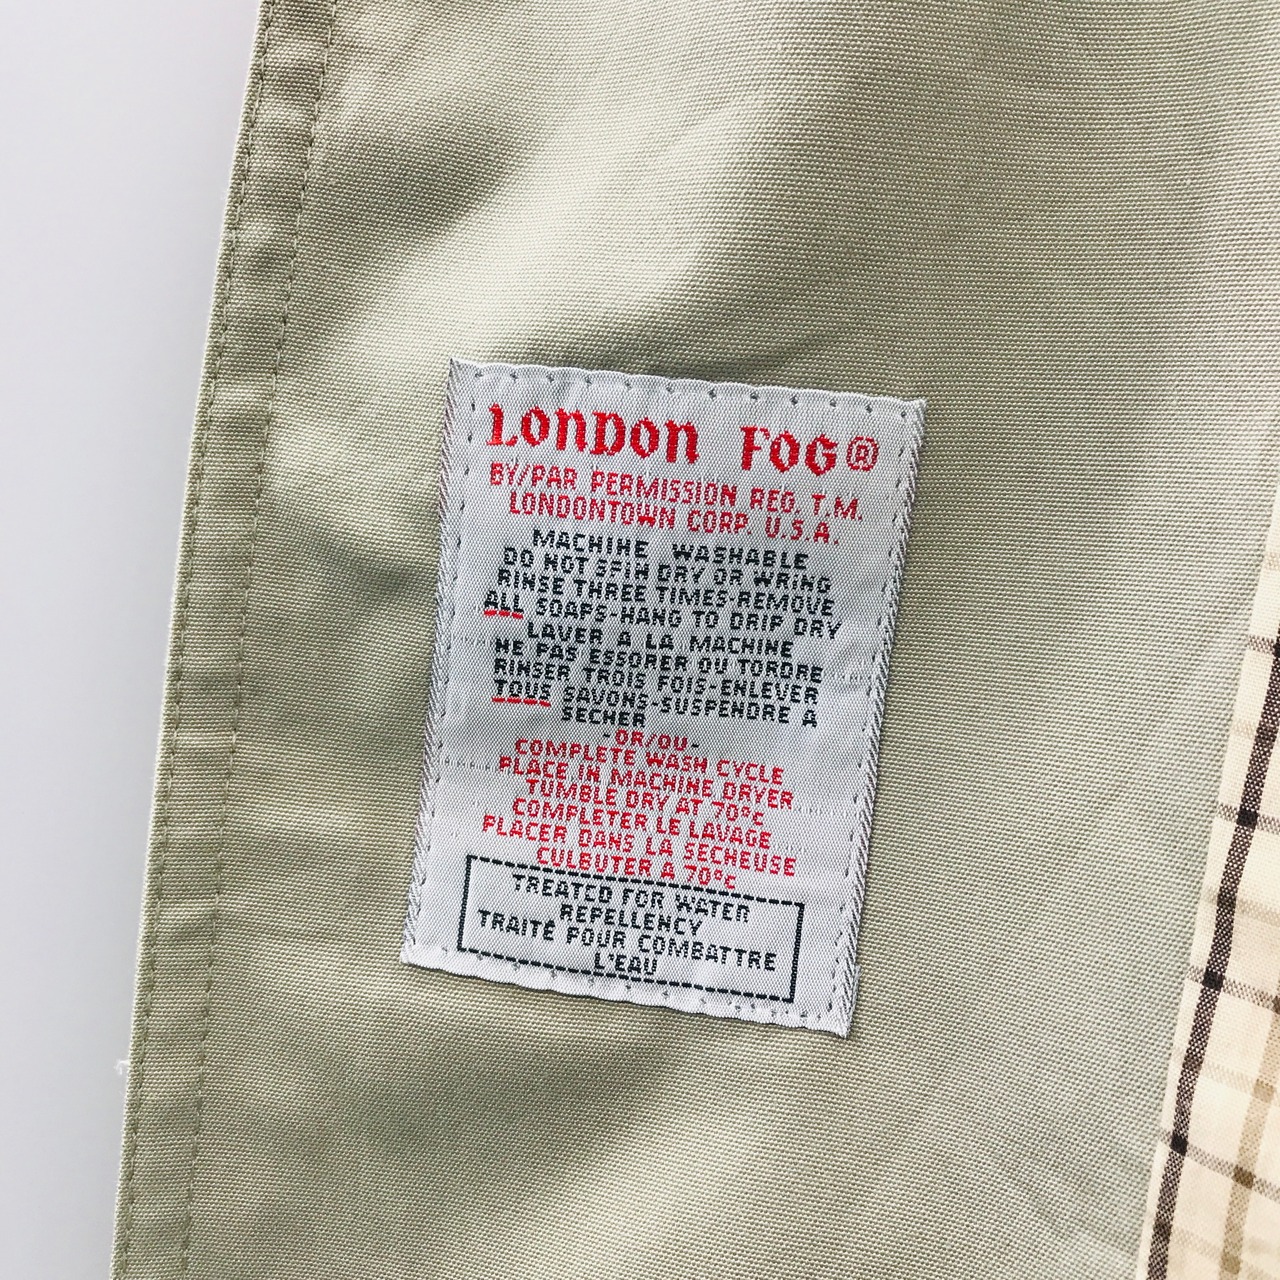 LONDON FOG®
BY/PAR PERMISSION REG. T.M.
LONDONTOWN CORP. U.S.A.
MACHINE WASHABLE
DO NOT SPIN DRY OR WRING
RINSE THREE TIMES-REMOVE
ALL SOAPS-HANG TO DRIP DRY
LAVER A LA MACHINE
NE PAS ESSORER OU TORDRE
RINSER TROIS FOIS-ENLEVER
TOUS SAVONS-SUSPENDRE A
SECHER
-OR/OU-
COMPLETE WASH CYCLE
PLACE IN MACHINE DRYER
TUMBLE DRY AT 70°c
COMPLETER LE LAVAGE
PLACER DANS LA SECHEUSE
CULBUTER A 70°c
TREATED FOR WATER
REPELLENCY
TRAITÉ POUR COMBATTRE
L'EAU